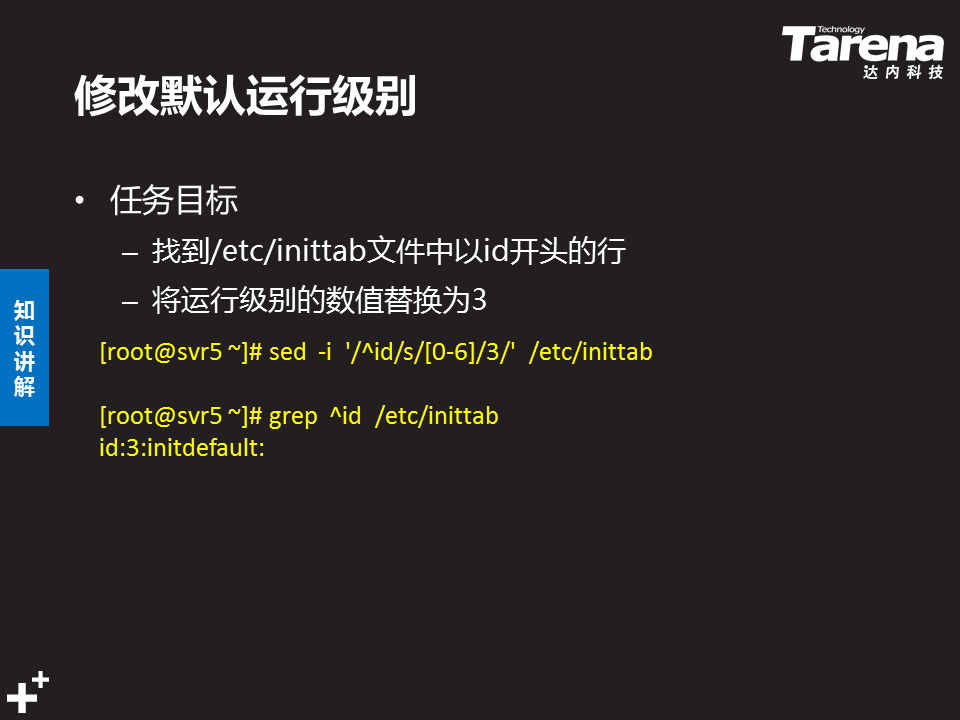 Technology
Tarena
达内科技
修改默认运行级别
• 任务目标
– 找到/etc/inittab文件中以id开头的行
– 将运行级别的数值替换为3
知识讲解
[root@svr5 ~]# sed  -i  '/^id/s/[0-6]/3/'  /etc/inittab
[root@svr5 ~]# grep  ^id  /etc/inittab
id:3:initdefault: